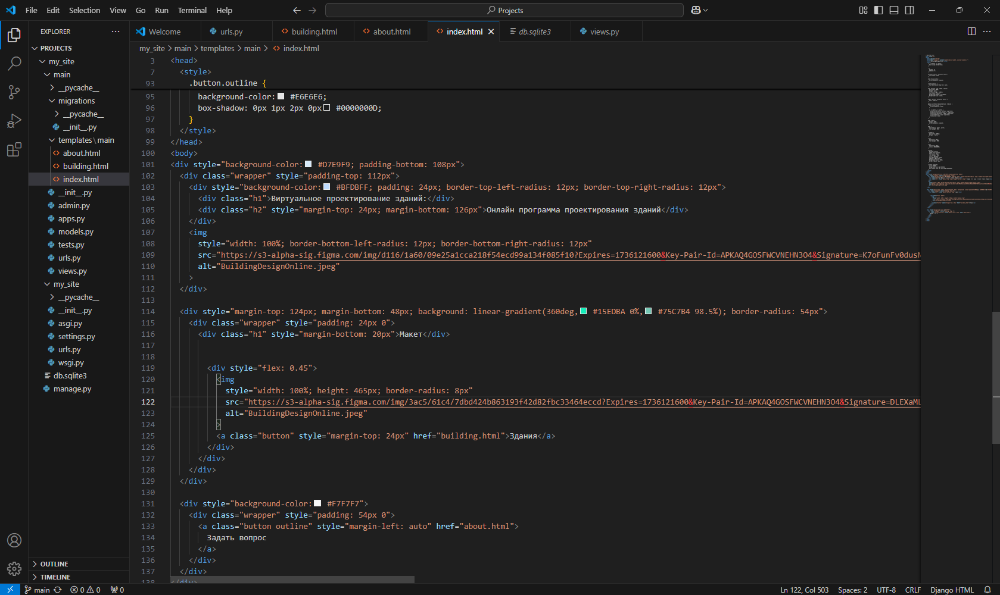 File Edit Selection View Go Run Terminal Help
Projects
EXPLORER
Welcome
urls.py
building.html
about.html
index.html
db.sqlite3
views.py
my_site > main > templates > main > index.html
PROJECTS
my_site
main
__pycache__
migrations
__pycache__
__init__.py
templates\main
about.html
building.html
index.html
__init__.py
admin.py
apps.py
models.py
tests.py
urls.py
views.py
my_site
__pycache__
__init__.py
asgi.py
settings.py
urls.py
wsgi.py
db.sqlite3
manage.py
OUTLINE
TIMELINE
3 <head>
7 <style>
93 .button.outline {
95 background-color: #E6E6E6;
96 box-shadow: 0px 1px 2px 0px #0000000D;
97 }
98 </style>
99 </head>
100 <body>
101 <div style="background-color: #D7E9F9; padding-bottom: 108px">
102 <div class="wrapper" style="padding-top: 112px">
103 <div style="background-color: #BFDBFF; padding: 24px; border-top-left-radius: 12px; border-top-right-radius: 12px">
104 <div class="h1">Виртуальное проектирование зданий:</div>
105 <div class="h2" style="margin-top: 24px; margin-bottom: 126px">Онлайн программа проектирования зданий</div>
106 </div>
107 <img
108 style="width: 100%; border-bottom-left-radius: 12px; border-bottom-right-radius: 12px"
109 src="https://s3-alpha-sig.figma.com/img/d116/1a60/09e25a1cca218f54ecd99a134f085f10?Expires=1736121600&Key-Pair-Id=APKAQ4GOSFWCVNEHN3O4&Signature=K7oFunFv0dusN
110 alt="BuildingDesignOnline.jpeg"
111 >
112 </div>
113
114 <div style="margin-top: 124px; margin-bottom: 48px; background: linear-gradient(360deg, #15EDBA 0%, #75C7B4 98.5%); border-radius: 54px">
115 <div class="wrapper" style="padding: 24px 0">
116 <div class="h1" style="margin-bottom: 20px">Макет</div>
117
118
119 <div style="flex: 0.45">
120 <img
121 style="width: 100%; height: 465px; border-radius: 8px"
122 src="https://s3-alpha-sig.figma.com/img/3ac5/61c4/7dbd424b863193f42d82fbc33464eccd?Expires=1736121600&Key-Pair-Id=APKAQ4GOSFWCVNEHN3O4&Signature=DLEXaML
123 alt="BuildingDesignOnline.jpeg"
124 >
125 <a class="button" style="margin-top: 24px" href="building.html">Здания</a>
126 </div>
127 </div>
128 </div>
129 </div>
130
131 <div style="background-color: #F7F7F7">
132 <div class="wrapper" style="padding: 54px 0">
133 <a class="button outline" style="margin-left: auto" href="about.html">
134 Задать вопрос
135 </a>
136 </div>
137 </div>
138 </div>
main 0 0 0
Ln 122, Col 503 Spaces: 2 UTF-8 CRLF Django HTML